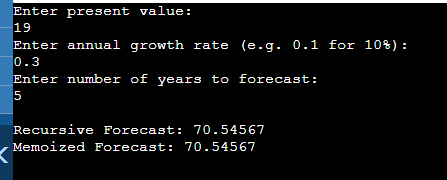 Enter present value:
19
Enter annual growth rate (e.g. 0.1 for 10%):
0.3
Enter number of years to forecast:
5
Recursive Forecast: 70.54567
Memoized Forecast: 70.54567